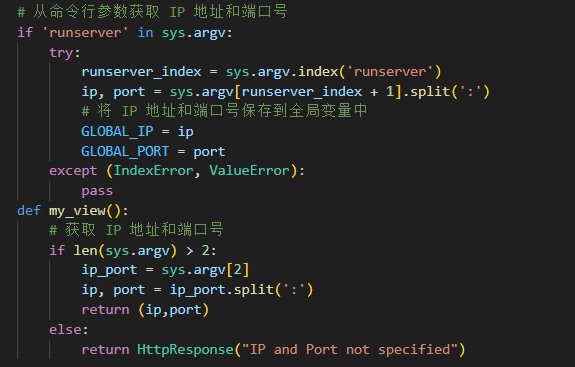 # 从命令行参数获取 IP 地址和端口号
if 'runserver' in sys.argv:
    try:
        runserver_index = sys.argv.index('runserver')
        ip, port = sys.argv[runserver_index + 1].split(':')
        # 将 IP 地址和端口号保存到全局变量中
        GLOBAL_IP = ip
        GLOBAL_PORT = port
    except (IndexError, ValueError):
        pass
def my_view():
    # 获取 IP 地址和端口号
    if len(sys.argv) > 2:
        ip_port = sys.argv[2]
        ip, port = ip_port.split(':')
        return (ip,port)
    else:
        return HttpResponse("IP and Port not specified")